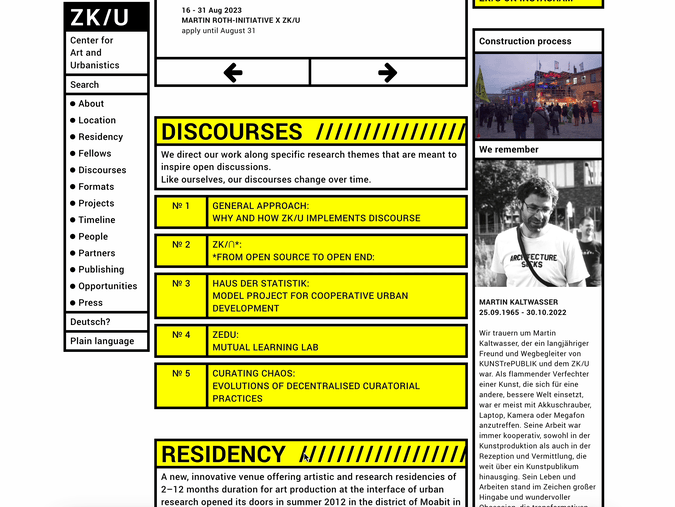 ZK/U
Center for
Art and
Urbanistics
Search
About
Location
Residency
Fellows
Discourses
Formats
Projects
Timeline
People
Partners
Publishing
Opportunities
Press
Deutsch?
Plain language
16 - 31 Aug 2023
MARTIN ROTH-INITIATIVE X ZK/U
apply until August 31
DISCOURSES //////////////////
We direct our work along specific research themes that are meant to
inspire open discussions.
Like ourselves, our discourses change over time.
№ 1
GENERAL APPROACH:
WHY AND HOW ZK/U IMPLEMENTS DISCOURSE
№ 2
ZK/∩*:
*FROM OPEN SOURCE TO OPEN END:
№ 3
HAUS DER STATISTIK:
MODEL PROJECT FOR COOPERATIVE URBAN
DEVELOPMENT
№ 4
ZEDU:
MUTUAL LEARNING LAB
№ 5
CURATING CHAOS:
EVOLUTIONS OF DECENTRALISED CURATORIAL
PRACTICES
RESIDENCY ////////////////////
A new, innovative venue offering artistic and research residencies of
2–12 months duration for art production at the interface of urban
research opened its doors in summer 2012 in the district of Moabit in
Construction process
We remember
ARCHITECTURE
SUCKS
MARTIN KALTWASSER
25.09.1965 - 30.10.2022
Wir trauern um Martin
Kaltwasser, der ein langjähriger
Freund und Wegbegleiter von
KUNSTrePUBLIK und dem ZK/U
war. Als flammender Verfechter
einer Kunst, die sich für eine
andere, bessere Welt einsetzt,
war er meist mit Akkuschrauber,
Laptop, Kamera oder Megafon
anzutreffen. Seine Arbeit war
immer kooperativ, sowohl in der
Kunstproduktion als auch in der
Rezeption und Vermittlung, die
weit über ein Kunstpublikum
hinausging. Sein Leben und
Arbeiten stand im Zeichen großer
Hingabe und wundervoller